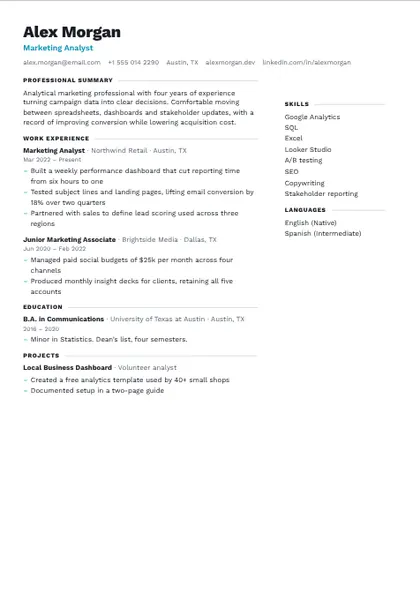 Alex Morgan
Marketing Analyst
alex.morgan@email.com +1 555 014 2290 Austin, TX alexmorgan.dev linkedin.com/in/alexmorgan
PROFESSIONAL SUMMARY
Analytical marketing professional with four years of experience
turning campaign data into clear decisions. Comfortable moving
between spreadsheets, dashboards and stakeholder updates, with a
record of improving conversion while lowering acquisition cost.
WORK EXPERIENCE
Marketing Analyst · Northwind Retail · Austin, TX
Mar 2022 – Present
– Built a weekly performance dashboard that cut reporting time
from six hours to one
– Tested subject lines and landing pages, lifting email conversion by
18% over two quarters
– Partnered with sales to define lead scoring used across three
regions
Junior Marketing Associate · Brightside Media · Dallas, TX
Jun 2020 – Feb 2022
– Managed paid social budgets of $25k per month across four
channels
– Produced monthly insight decks for clients, retaining all five
accounts
EDUCATION
B.A. in Communications · University of Texas at Austin · Austin, TX
2016 – 2020
– Minor in Statistics. Dean's list, four semesters.
PROJECTS
Local Business Dashboard · Volunteer analyst
– Created a free analytics template used by 40+ small shops
– Documented setup in a two-page guide
SKILLS
Google Analytics
SQL
Excel
Looker Studio
A/B testing
SEO
Copywriting
Stakeholder reporting
LANGUAGES
English (Native)
Spanish (Intermediate)